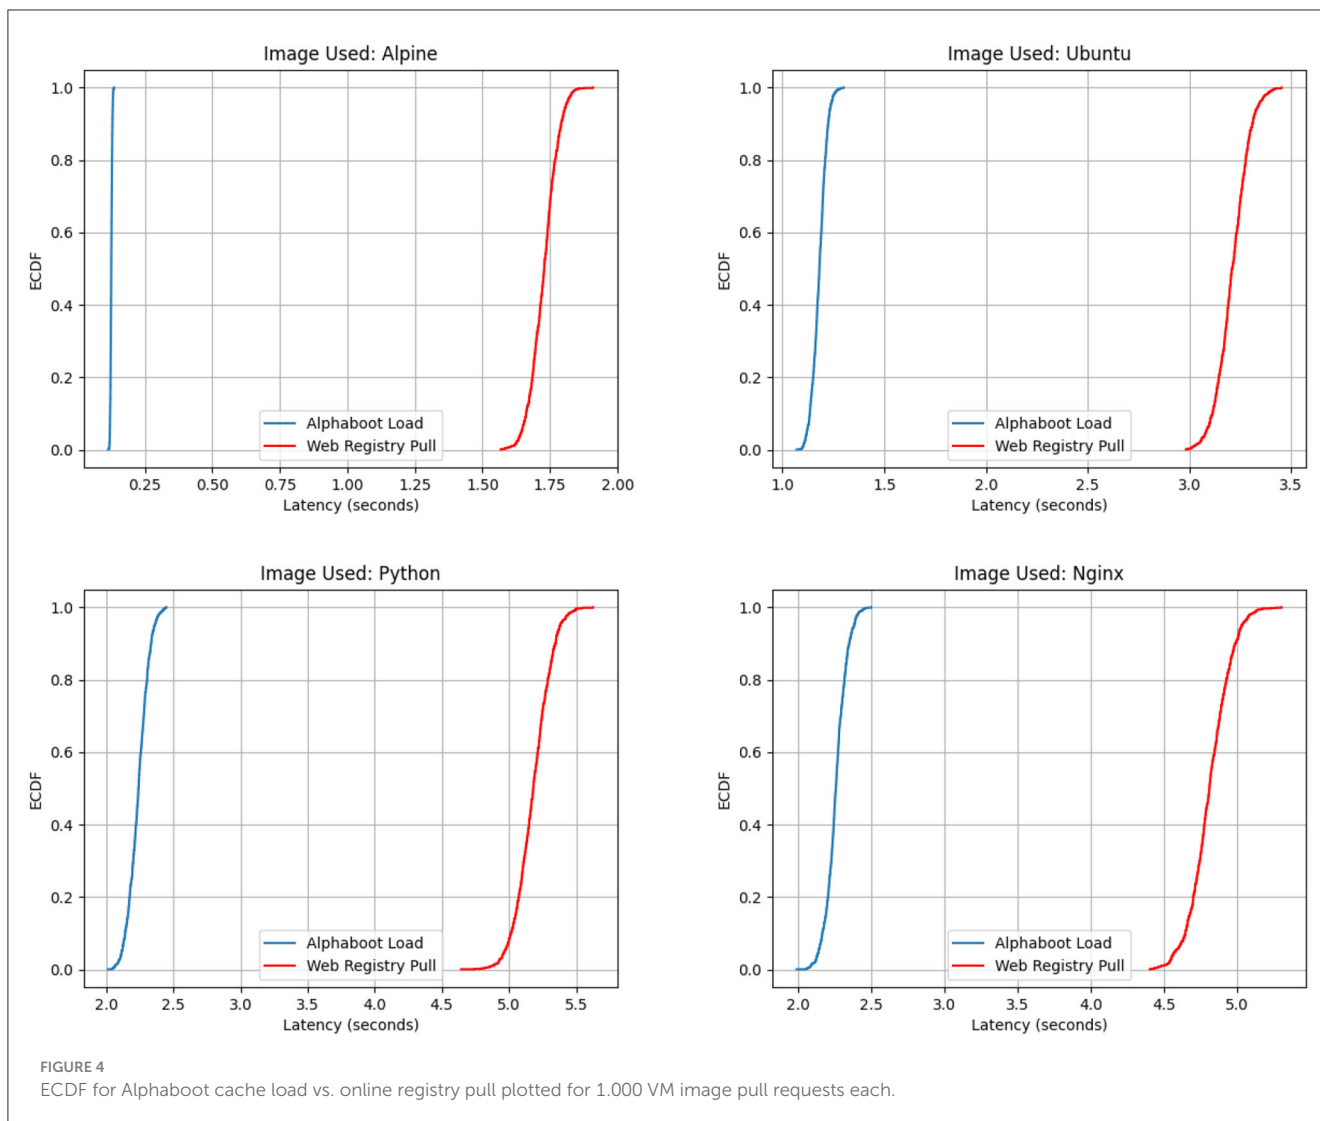 Image Used: Alpine
1.0
0.8
0.6
0.4
0.2
0.0
ECDF
Alphaboot Load
Web Registry Pull
0.25 0.50 0.75 1.00 1.25 1.50 1.75 2.00
Latency (seconds)
Image Used: Ubuntu
1.0
0.8
0.6
0.4
0.2
0.0
ECDF
Alphaboot Load
Web Registry Pull
1.0 1.5 2.0 2.5 3.0 3.5
Latency (seconds)
Image Used: Python
1.0
0.8
0.6
0.4
0.2
0.0
ECDF
Alphaboot Load
Web Registry Pull
2.0 2.5 3.0 3.5 4.0 4.5 5.0 5.5
Latency (seconds)
Image Used: Nginx
1.0
0.8
0.6
0.4
0.2
0.0
ECDF
Alphaboot Load
Web Registry Pull
2.0 2.5 3.0 3.5 4.0 4.5 5.0
Latency (seconds)
FIGURE 4
ECDF for Alphaboot cache load vs. online registry pull plotted for 1.000 VM image pull requests each.